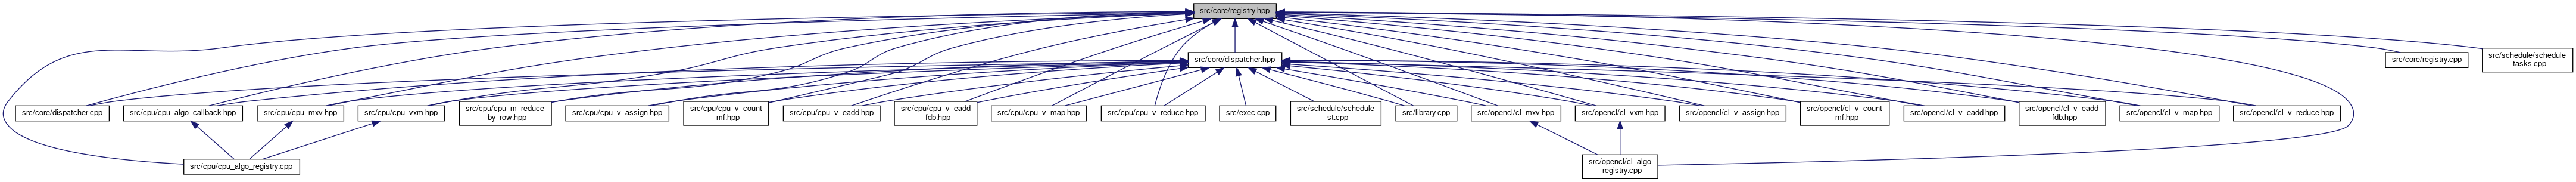 src/core/registry.hpp
src/core/dispatcher.hpp
src/core/registry.cpp
src/schedule/schedule
_tasks.cpp
src/core/dispatcher.cpp
src/cpu/cpu_algo_callback.hpp
src/cpu/cpu_mxv.hpp
src/cpu/cpu_vxm.hpp
src/cpu/cpu_m_reduce
_by_row.hpp
src/cpu/cpu_v_assign.hpp
src/cpu/cpu_v_count
_mf.hpp
src/cpu/cpu_v_eadd.hpp
src/cpu/cpu_v_eadd
_fdb.hpp
src/cpu/cpu_v_map.hpp
src/cpu/cpu_v_reduce.hpp
src/exec.cpp
src/schedule/schedule
_st.cpp
src/library.cpp
src/opencl/cl_mxv.hpp
src/opencl/cl_vxm.hpp
src/opencl/cl_v_assign.hpp
src/opencl/cl_v_count
_mf.hpp
src/opencl/cl_v_eadd.hpp
src/opencl/cl_v_eadd
_fdb.hpp
src/opencl/cl_v_map.hpp
src/opencl/cl_v_reduce.hpp
src/cpu/cpu_algo_registry.cpp
src/opencl/cl_algo
_registry.cpp